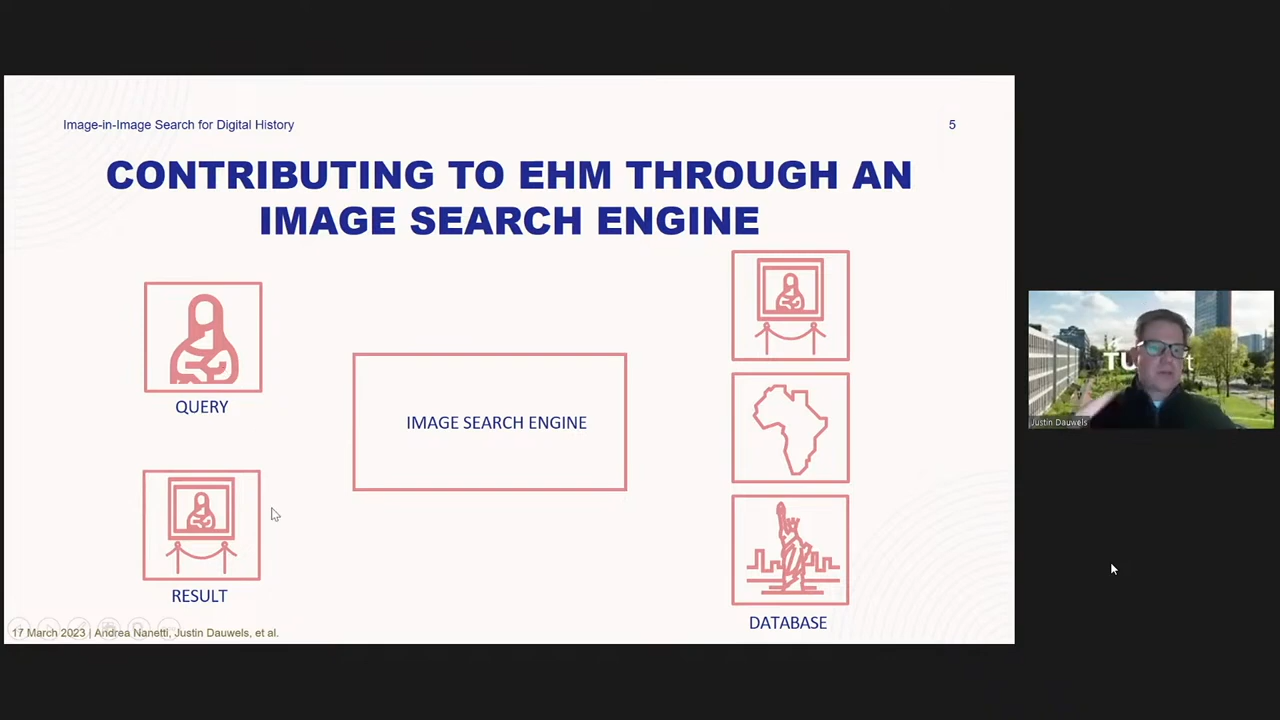 Image-in-Image Search for Digital History
5
CONTRIBUTING TO EHM THROUGH AN
IMAGE SEARCH ENGINE
QUERY
IMAGE SEARCH ENGINE
RESULT
DATABASE
17 March 2023 | Andrea Nanetti, Justin Dauwels, et al.
TU
t
Justin Dauwels